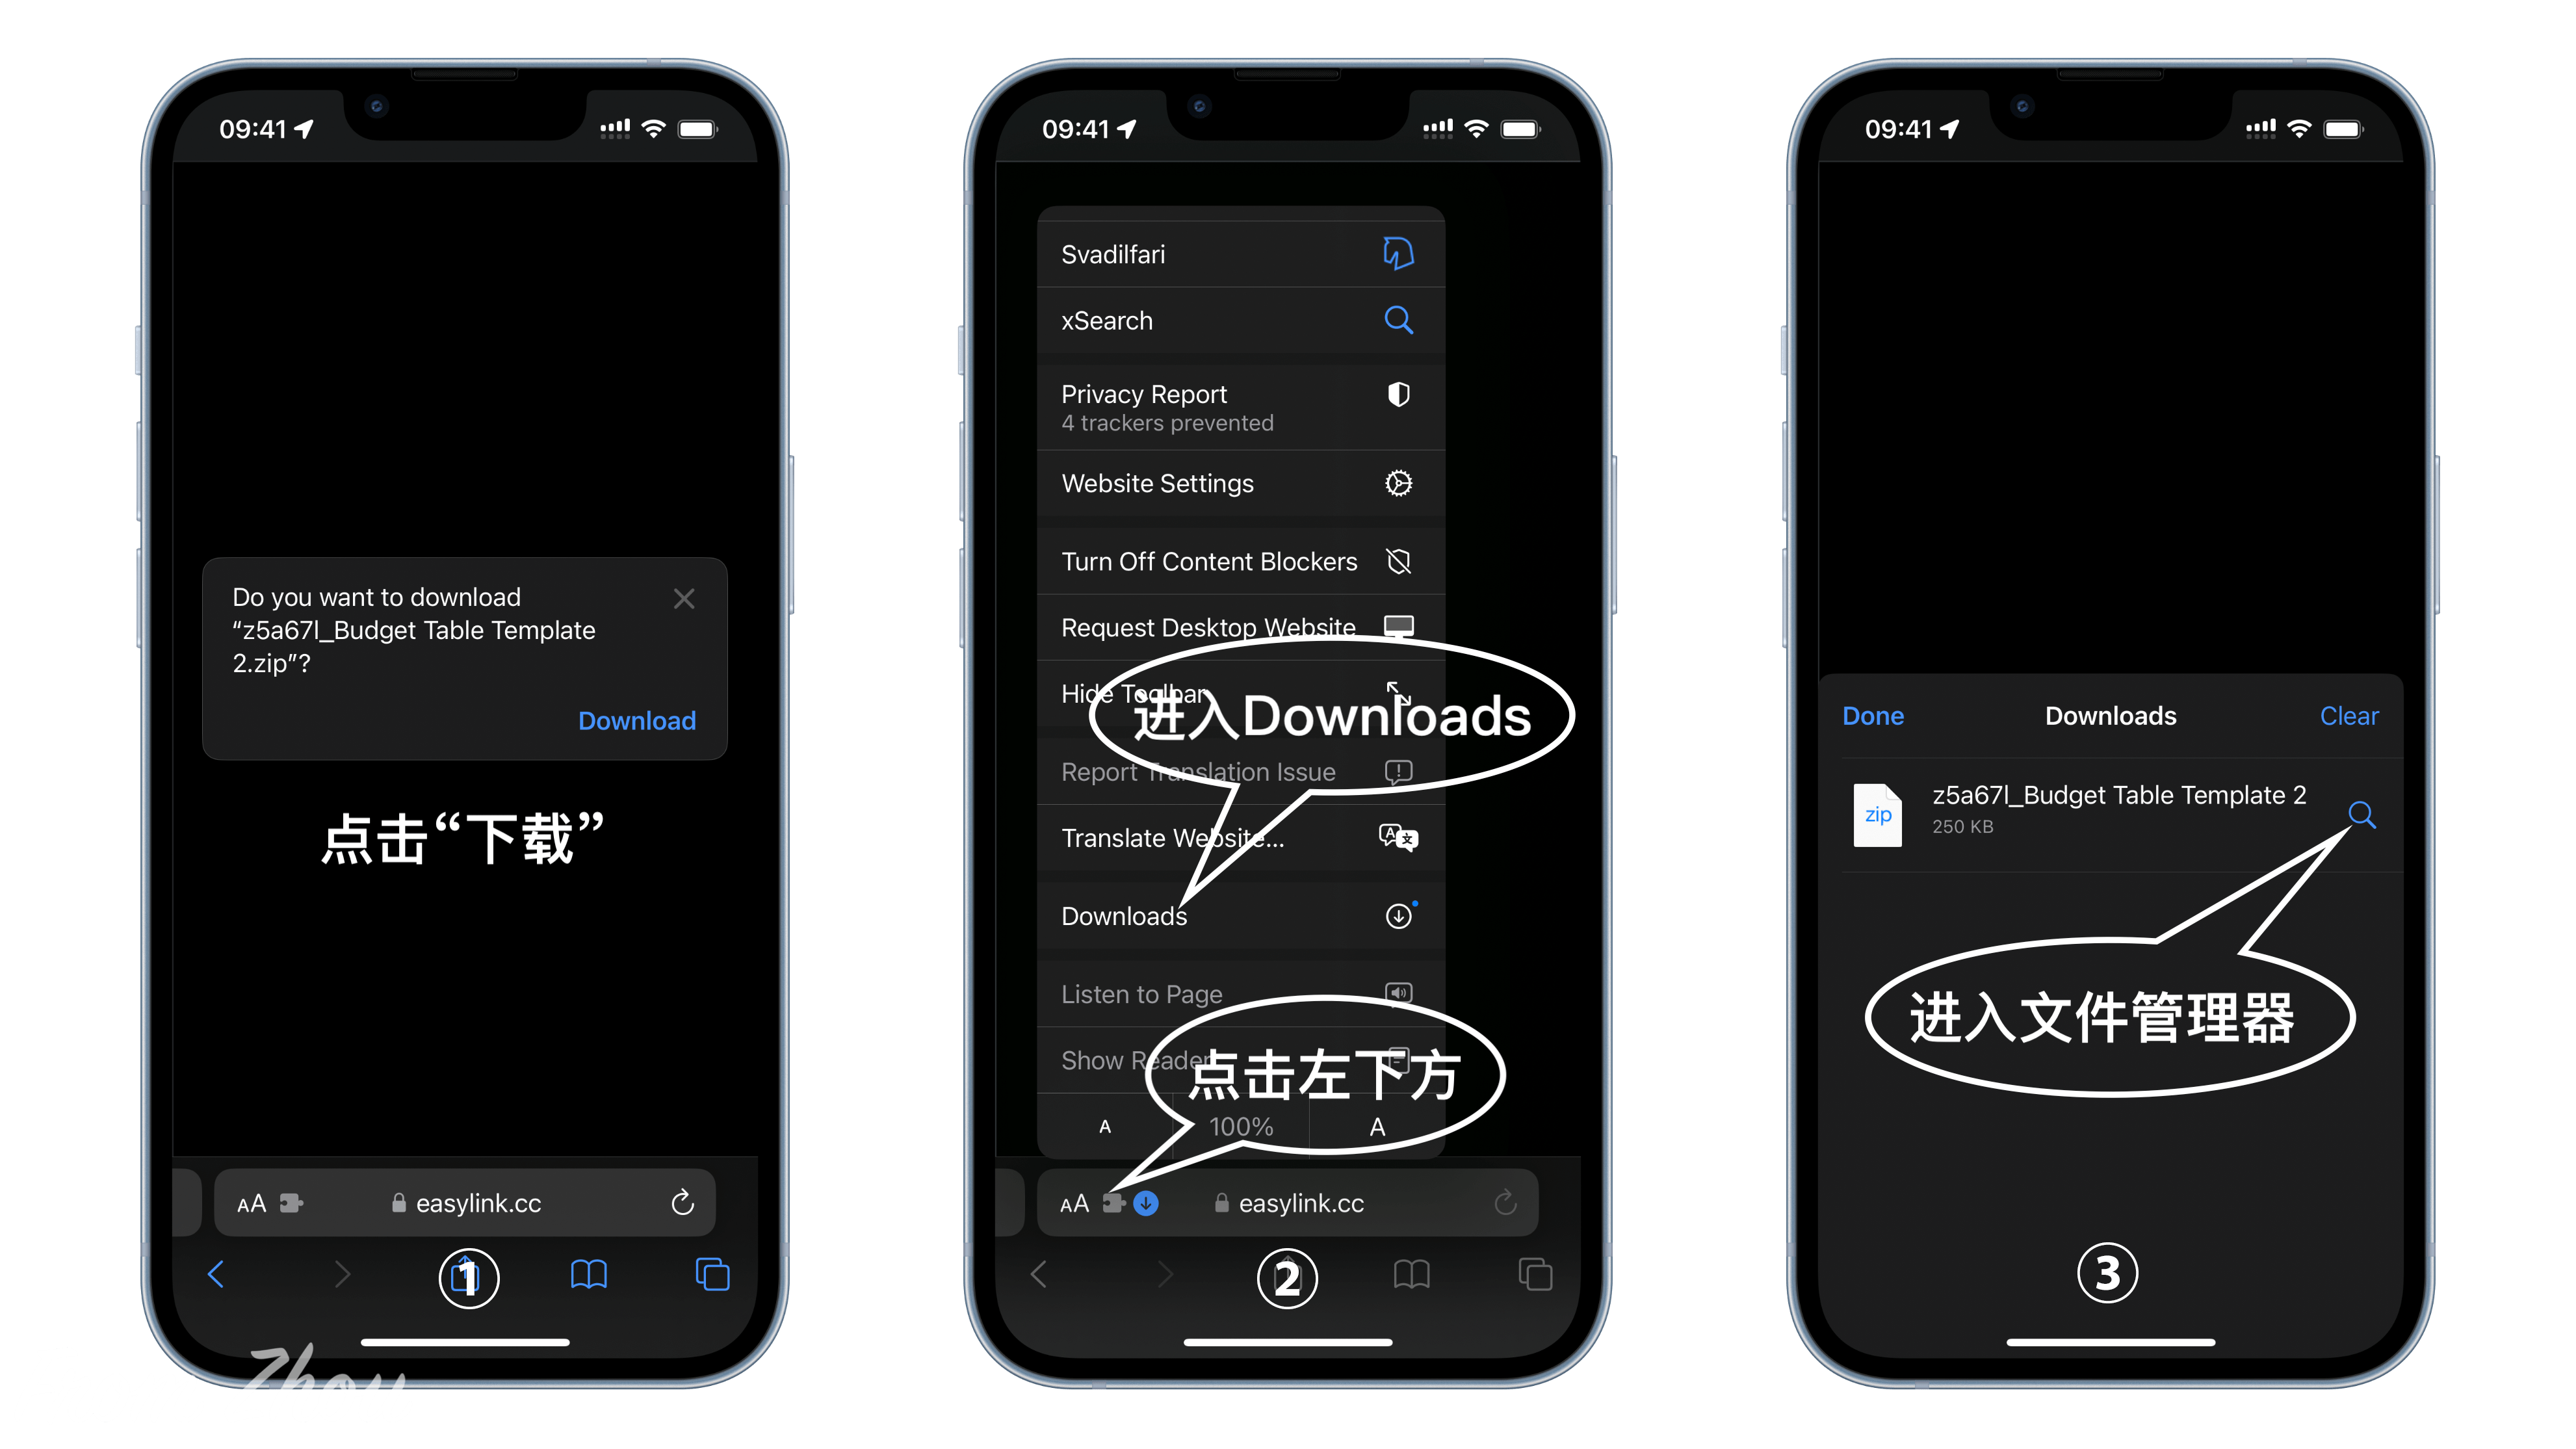 09:41
Do you want to download
“z5a67l_Budget Table Template
2.zip”?
Download
点击“下载”
AA
easylink.cc
1
Zhou
09:41
Svadilfari
xSearch
Privacy Report
4 trackers prevented
Website Settings
Turn Off Content Blockers
Request Desktop Website
Hide Toolbar
进入Downloads
Report Translation Issue
Translate Website...
Downloads
Listen to Page
Show Reader
点击左下方
A
100%
A
AA
easylink.cc
2
09:41
Done
Downloads
Clear
zip
z5a67l_Budget Table Template 2
250 KB
进入文件管理器
3